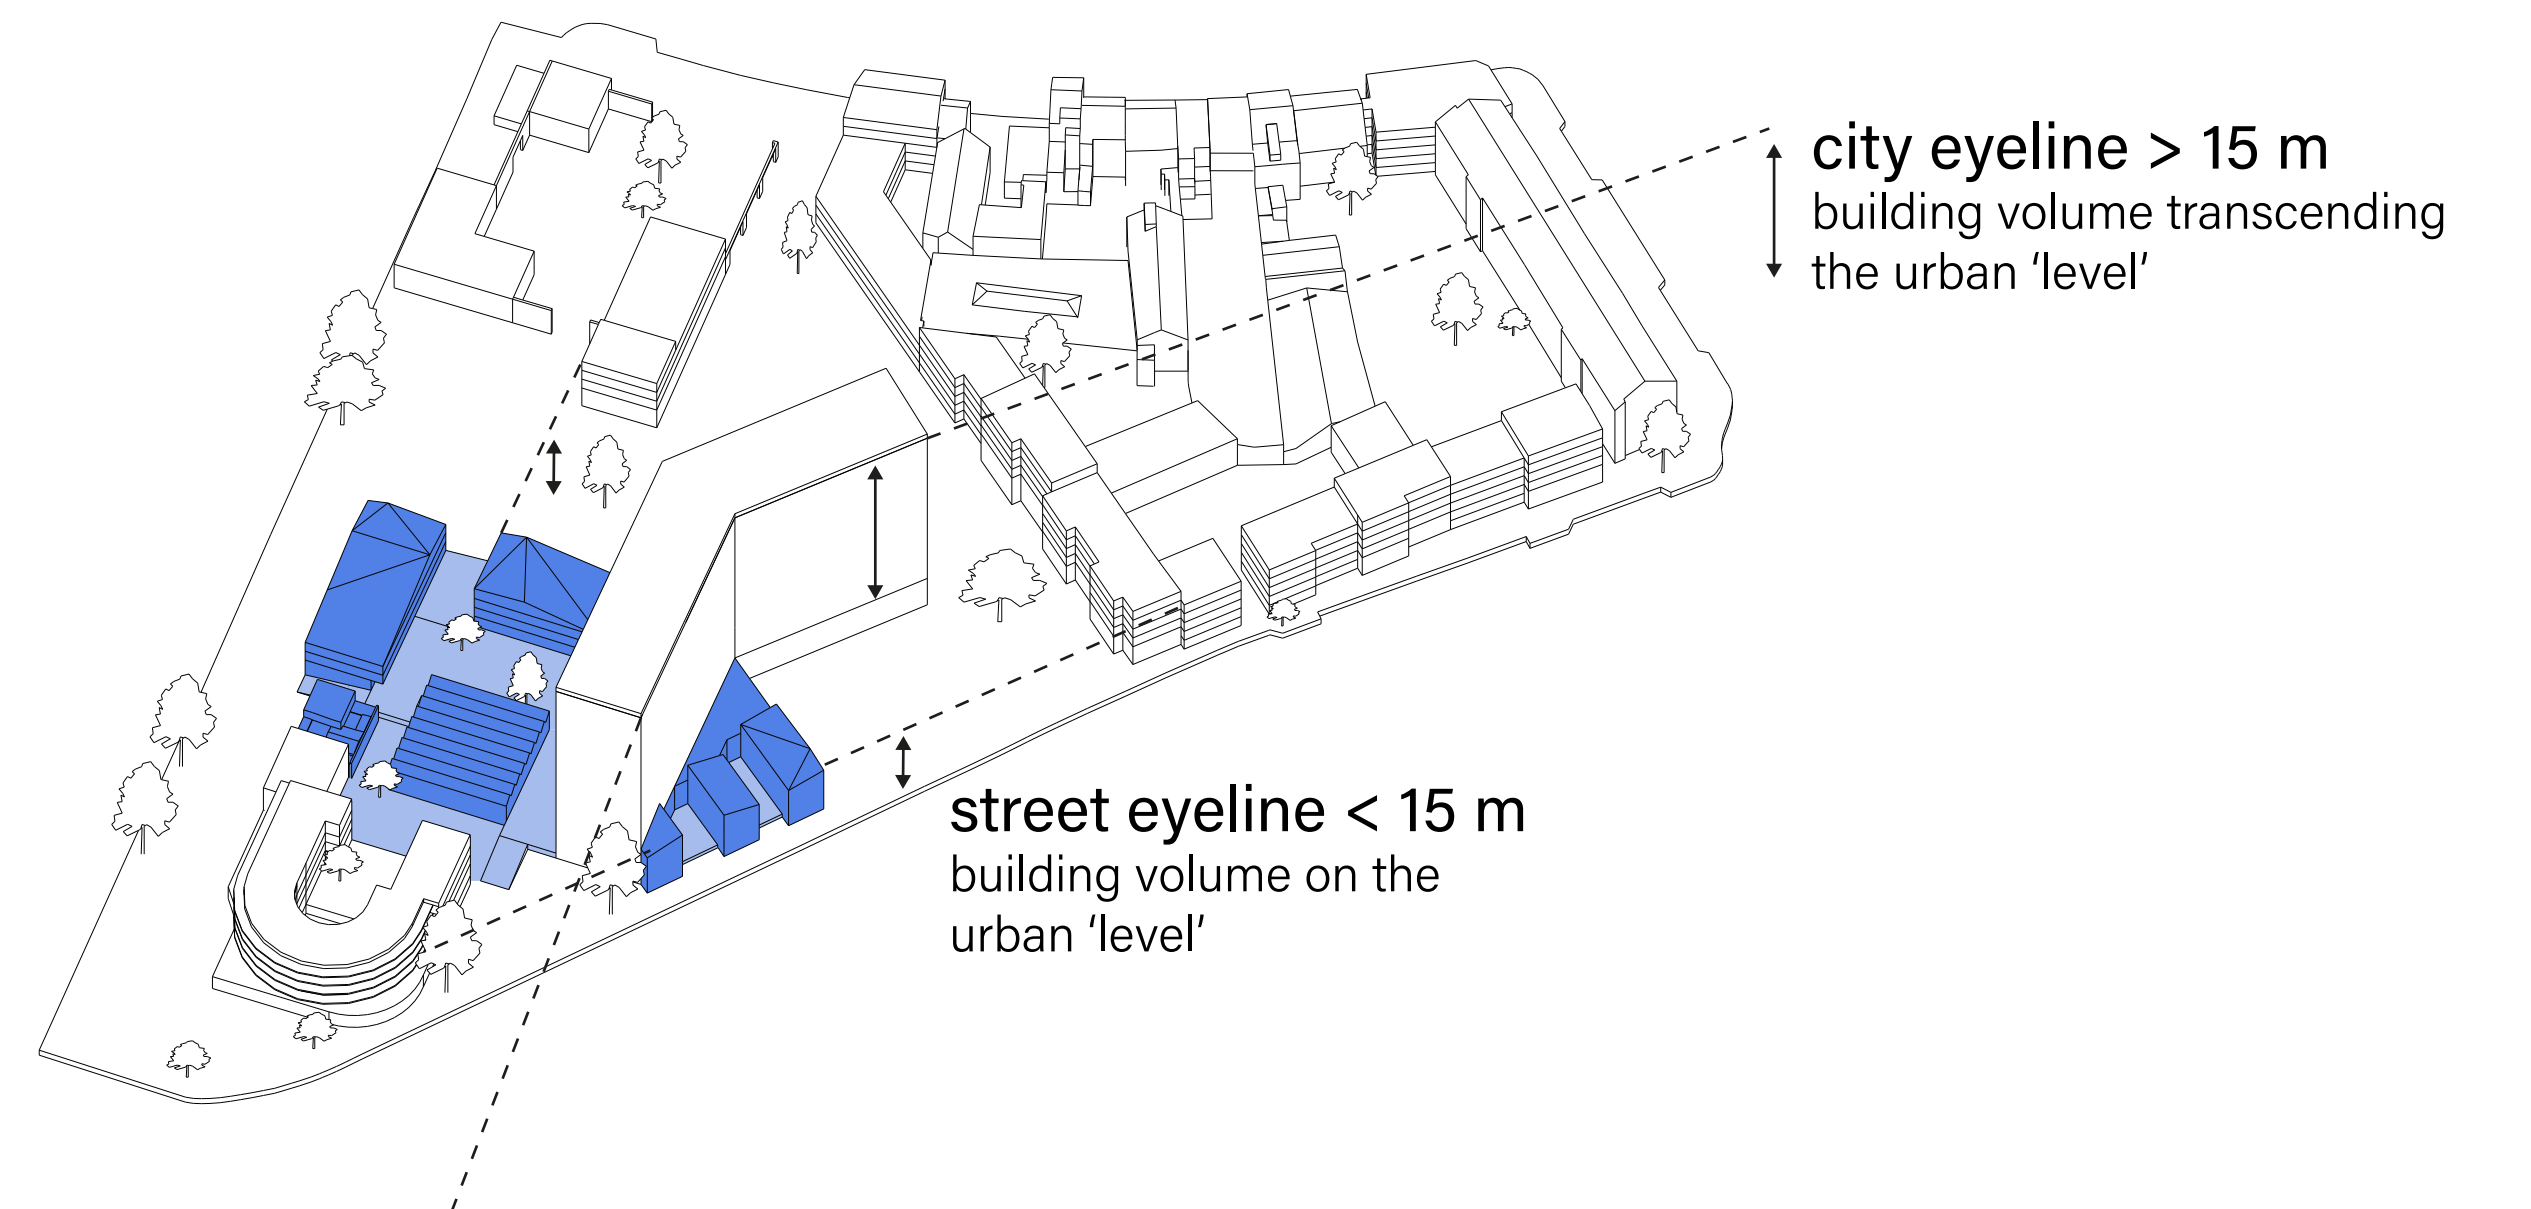 city eyeline > 15 m
building volume transcending
the urban ‘level’
street eyeline < 15 m
building volume on the
urban ‘level’